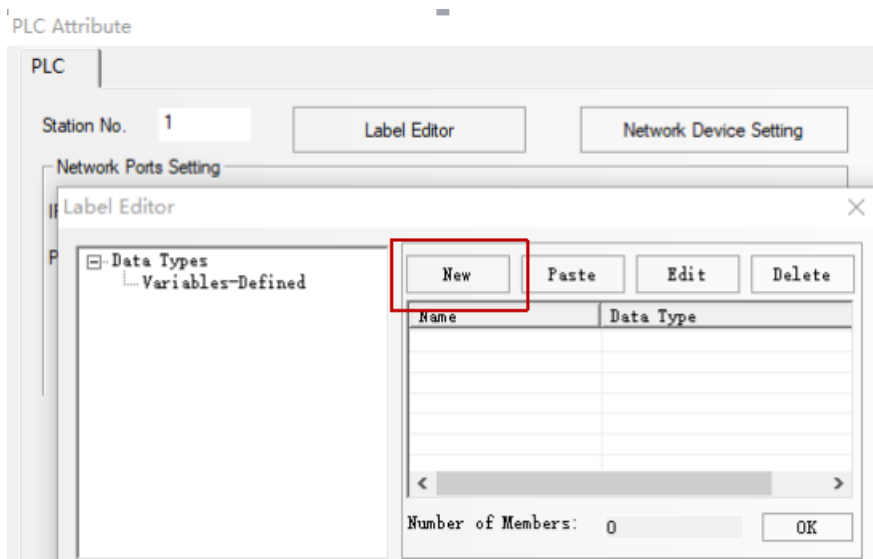 PLC Attribute
PLC
Station No. 1 Label Editor Network Device Setting
Network Ports Setting
Label Editor
Data Types
Variables-Defined
New Paste Edit Delete
Name Data Type
Number of Members: 0 OK